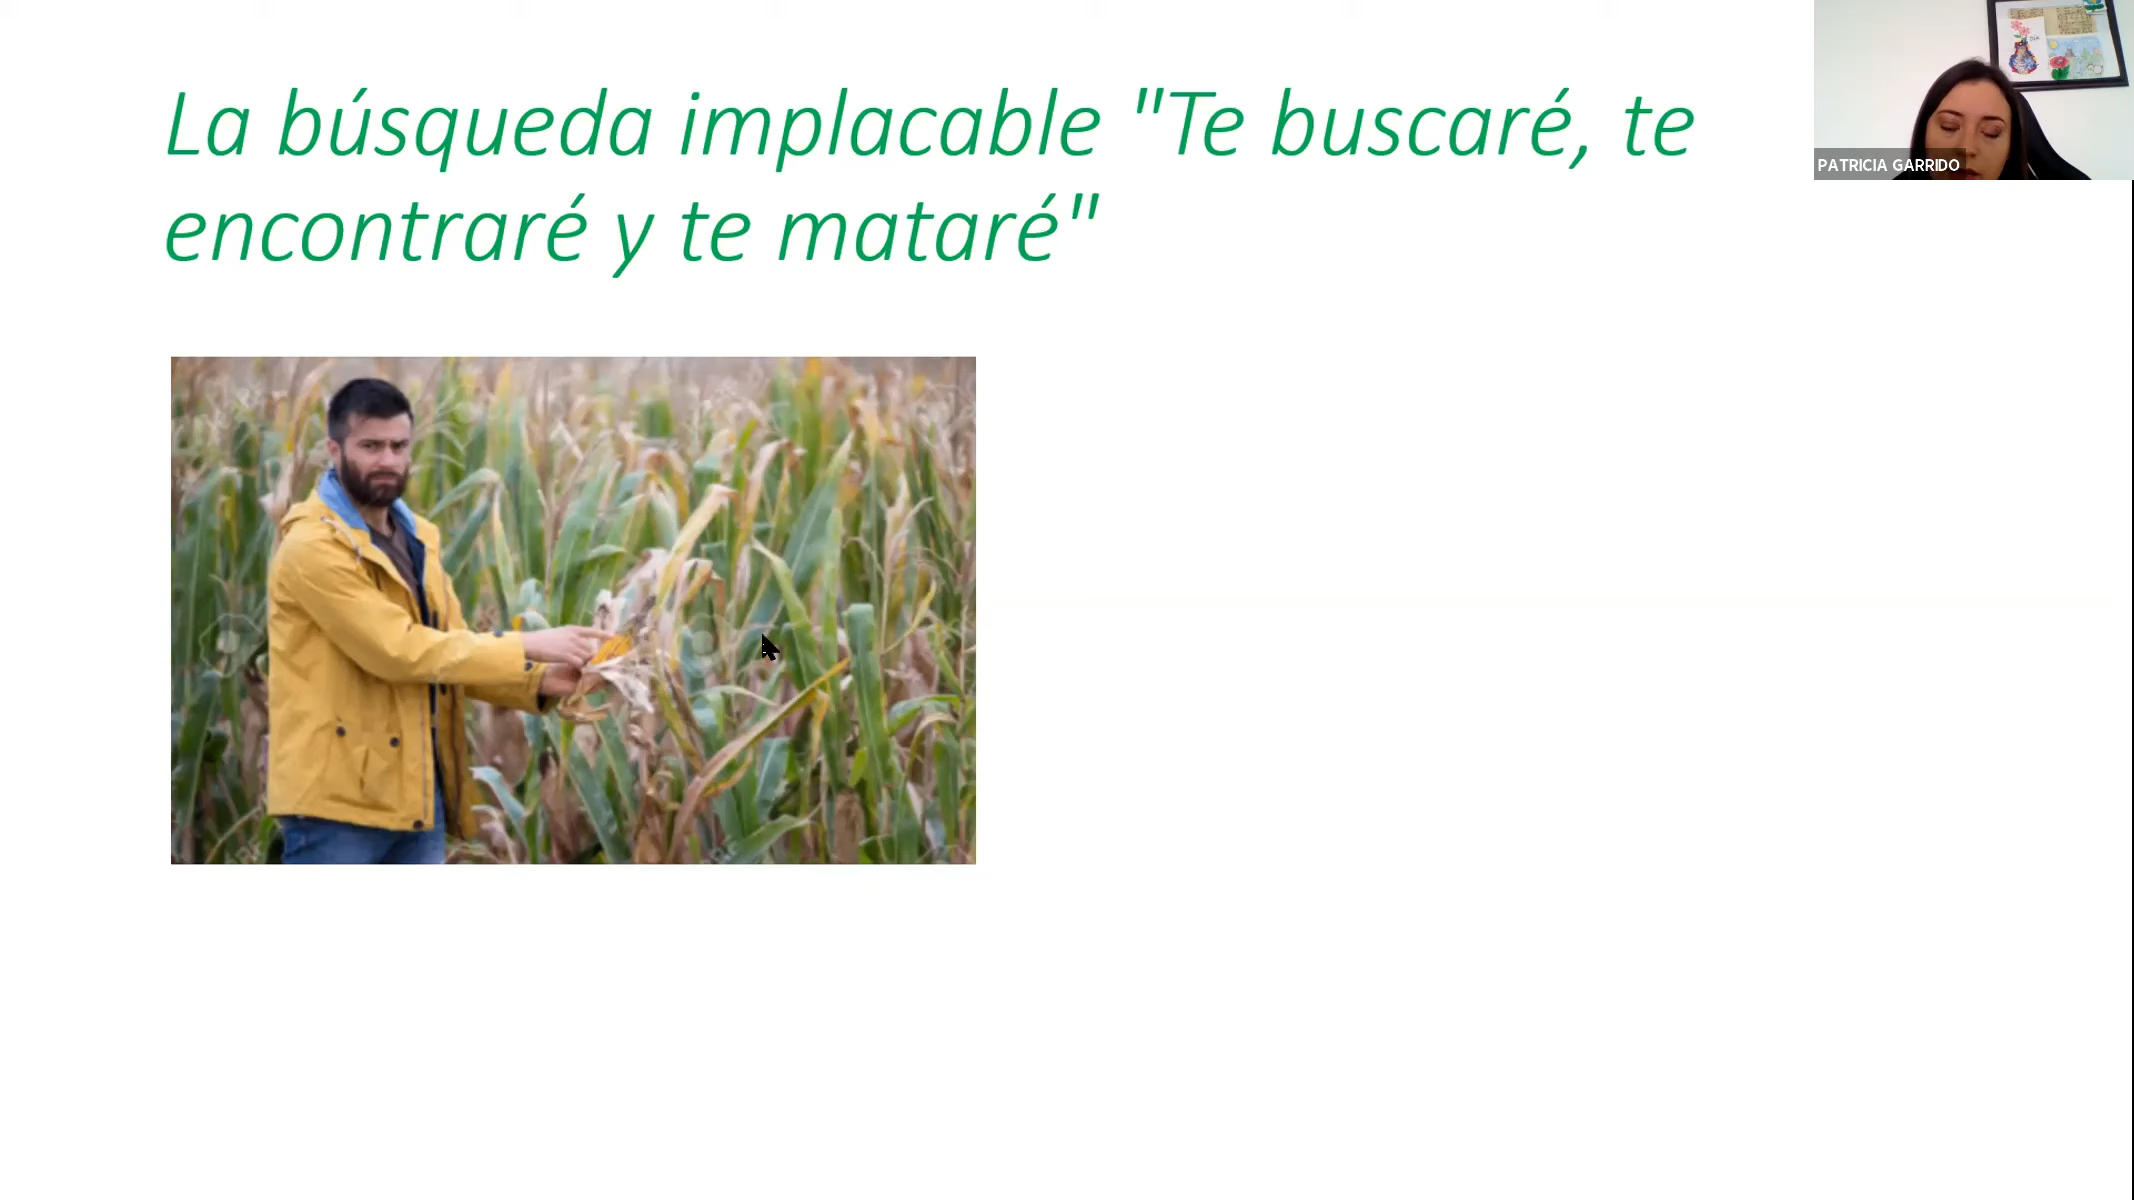 La búsqueda implacable "Te buscaré, te
encontraré y te mataré"
PATRICIA GARRIDO